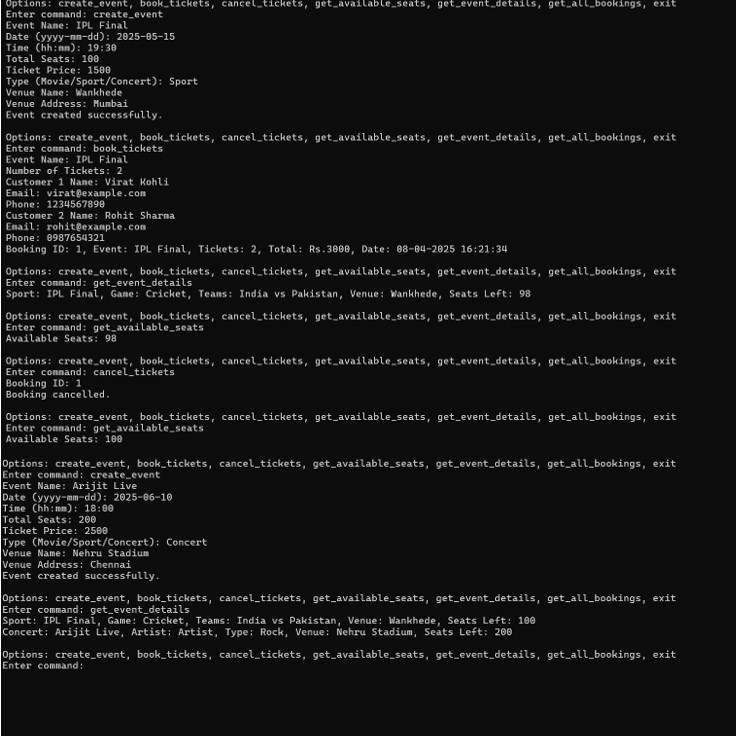 Options: create_event, book_tickets, cancel_tickets, get_available_seats, get_event_details, get_all_bookings, exit
Enter command: create_event
Event Name: IPL Final
Date (yyyy-mm-dd): 2025-05-15
Time (hh:mm): 19:30
Total Seats: 100
Ticket Price: 1500
Type (Movie/Sport/Concert): Sport
Venue Name: Wankhede
Venue Address: Mumbai
Event created successfully.

Options: create_event, book_tickets, cancel_tickets, get_available_seats, get_event_details, get_all_bookings, exit
Enter command: book_tickets
Event Name: IPL Final
Number of Tickets: 2
Customer 1 Name: Virat Kohli
Email: virat@example.com
Phone: 1234567890
Customer 2 Name: Rohit Sharma
Email: rohit@example.com
Phone: 0987654321
Booking ID: 1, Event: IPL Final, Tickets: 2, Total: Rs.3000, Date: 08-04-2025 16:21:34

Options: create_event, book_tickets, cancel_tickets, get_available_seats, get_event_details, get_all_bookings, exit
Enter command: get_event_details
Sport: IPL Final, Game: Cricket, Teams: India vs Pakistan, Venue: Wankhede, Seats Left: 98

Options: create_event, book_tickets, cancel_tickets, get_available_seats, get_event_details, get_all_bookings, exit
Enter command: get_available_seats
Available Seats: 98

Options: create_event, book_tickets, cancel_tickets, get_available_seats, get_event_details, get_all_bookings, exit
Enter command: cancel_tickets
Booking ID: 1
Booking cancelled.

Options: create_event, book_tickets, cancel_tickets, get_available_seats, get_event_details, get_all_bookings, exit
Enter command: get_available_seats
Available Seats: 100

Options: create_event, book_tickets, cancel_tickets, get_available_seats, get_event_details, get_all_bookings, exit
Enter command: create_event
Event Name: Arijit Live
Date (yyyy-mm-dd): 2025-06-10
Time (hh:mm): 18:00
Total Seats: 200
Ticket Price: 2500
Type (Movie/Sport/Concert): Concert
Venue Name: Nehru Stadium
Venue Address: Chennai
Event created successfully.

Options: create_event, book_tickets, cancel_tickets, get_available_seats, get_event_details, get_all_bookings, exit
Enter command: get_event_details
Sport: IPL Final, Game: Cricket, Teams: India vs Pakistan, Venue: Wankhede, Seats Left: 100
Concert: Arijit Live, Artist: Artist, Type: Rock, Venue: Nehru Stadium, Seats Left: 200

Options: create_event, book_tickets, cancel_tickets, get_available_seats, get_event_details, get_all_bookings, exit
Enter command: